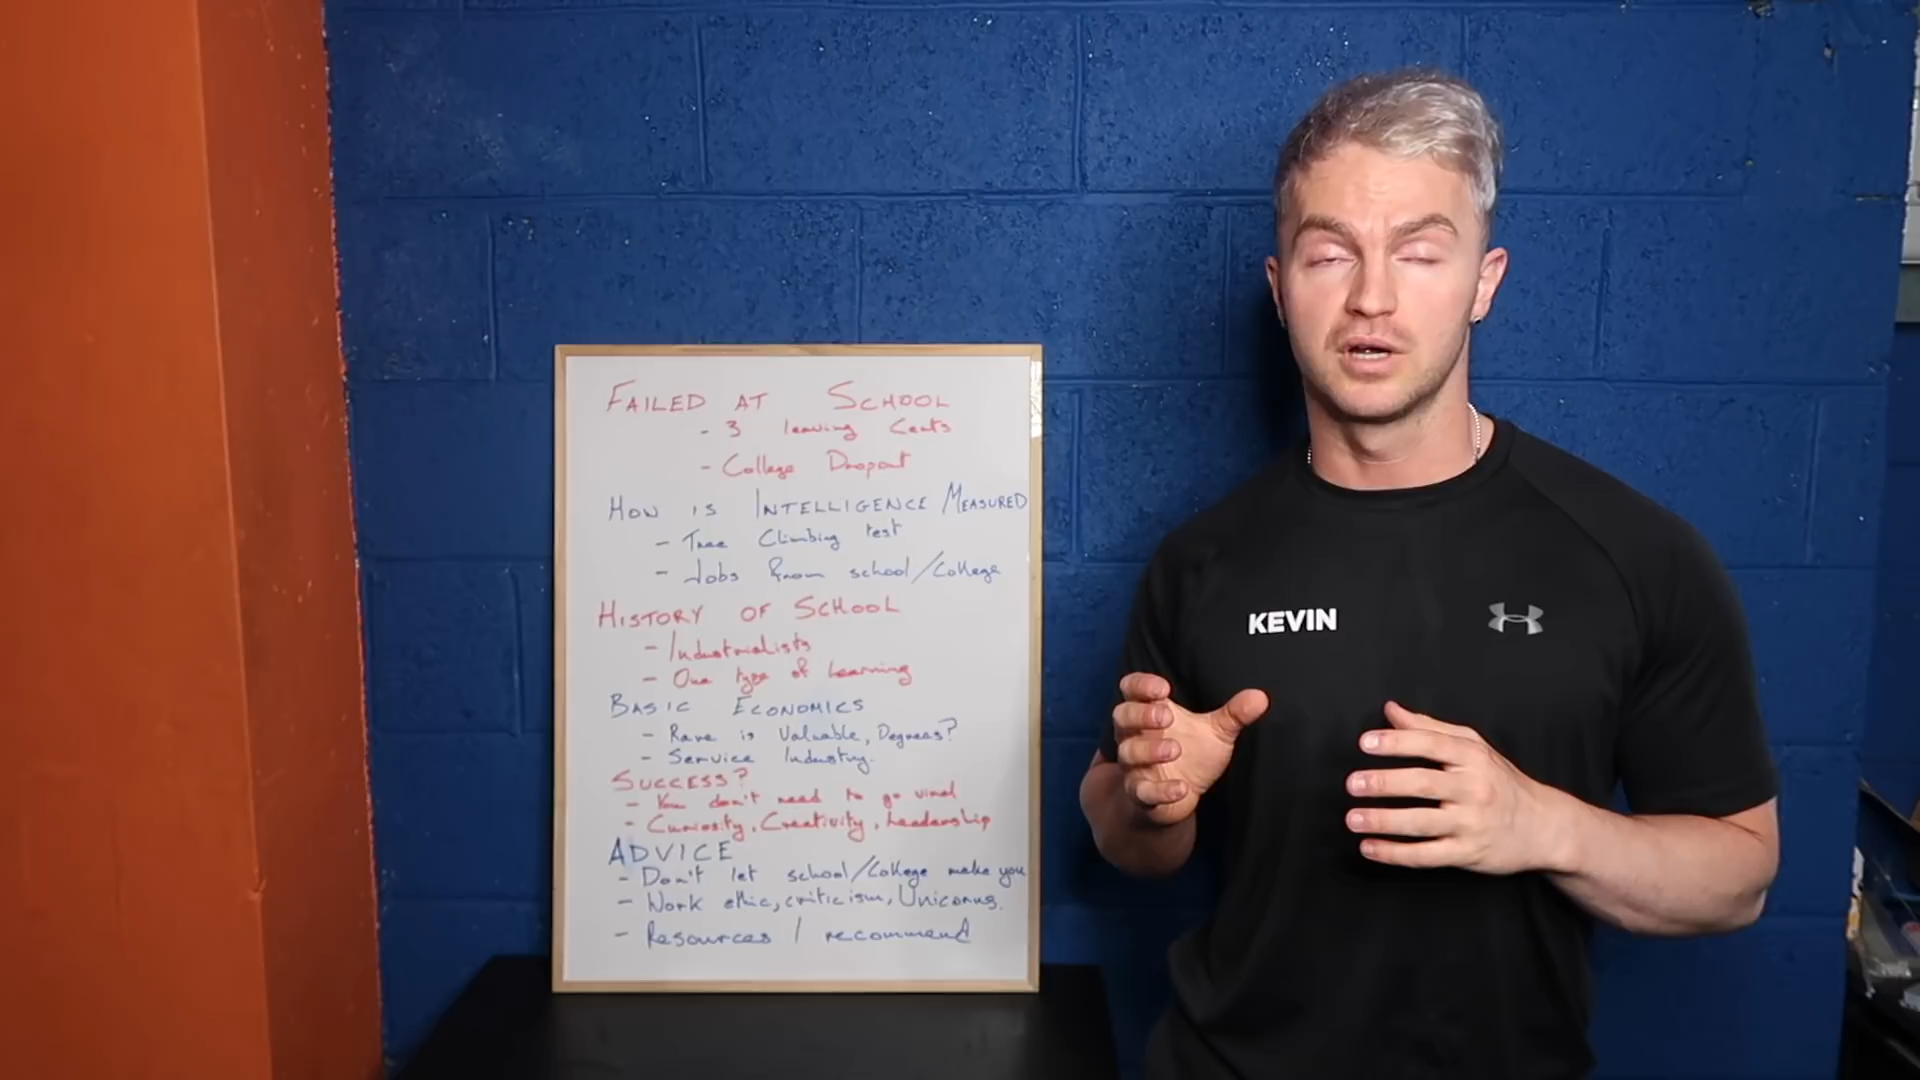 FAILED AT SCHOOL
- 3 leaving Certs
- College Dropout
HOW IS INTELLIGENCE MEASURED
- Tree Climbing test
- Jobs from school/College
HISTORY OF SCHOOL
- Industrialists
- One type of learning
BASIC ECONOMICS
- Rare is Valuable, Degrees?
- Service Industry.
SUCCESS?
- You don't need to go viral
- Curiosity, Creativity, Leadership
ADVICE
- Don't let school/College make you
- Work ethic, criticism, Unicorns.
- Resources I recommend
KEVIN